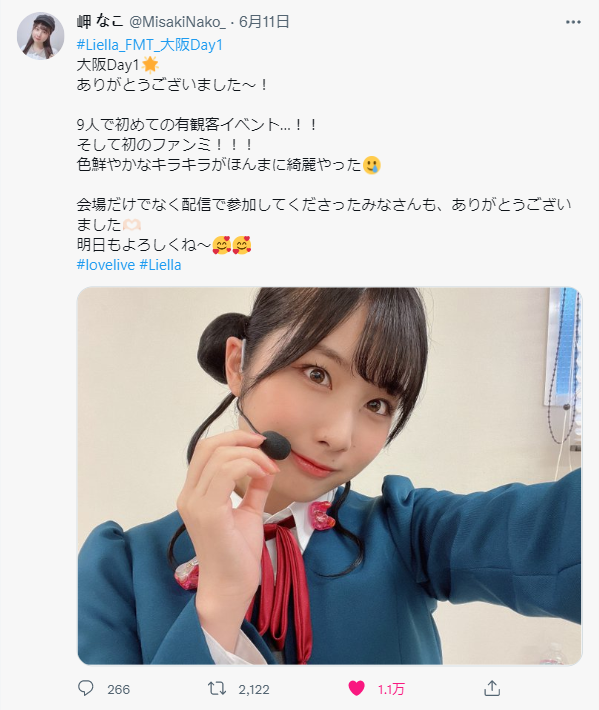 岬 なこ @MisakiNako_ · 6月11日
#Liella_FMT_大阪Day1
大阪Day1🌟
ありがとうございました〜！
9人で初めての有観客イベント...！！
そして初のファンミ！！！
色鮮やかなキラキラがほんまに綺麗やった🥲
会場だけでなく配信で参加してくださったみなさんも、ありがとうござい
ました🫶🏻
明日もよろしくね〜🥰🥰
#lovelive #Liella
266 2,122 1.1万